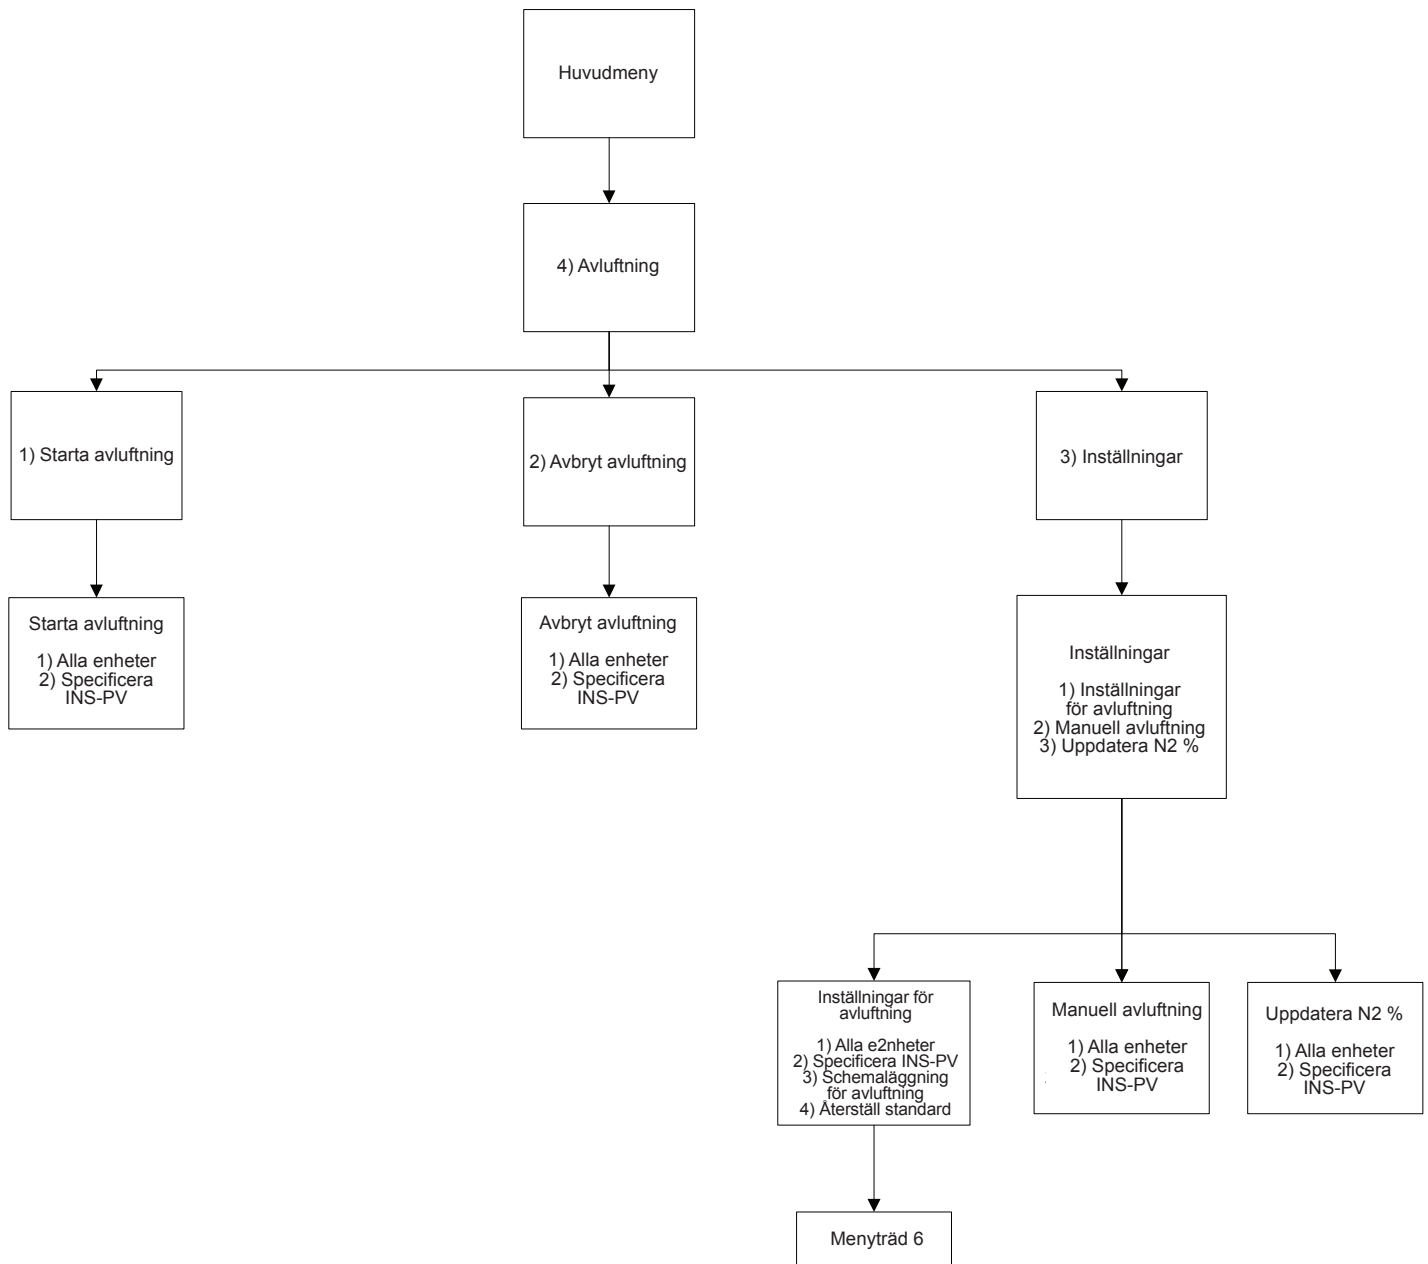 Huvudmeny
4) Avluftning
1) Starta avluftning
2) Avbryt avluftning
3) Inställningar
Starta avluftning
1) Alla enheter
2) Specificera
INS-PV
Avbryt avluftning
1) Alla enheter
2) Specificera
INS-PV
Inställningar
1) Inställningar
för avluftning
2) Manuell avluftning
3) Uppdatera N2 %
Inställningar för
avluftning
1) Alla e2nheter
2) Specificera INS-PV
3) Schemaläggning
för avluftning
4) Återställ standard
Manuell avluftning
1) Alla enheter
2) Specificera
INS-PV
Uppdatera N2 %
1) Alla enheter
2) Specificera
INS-PV
Menyträd 6